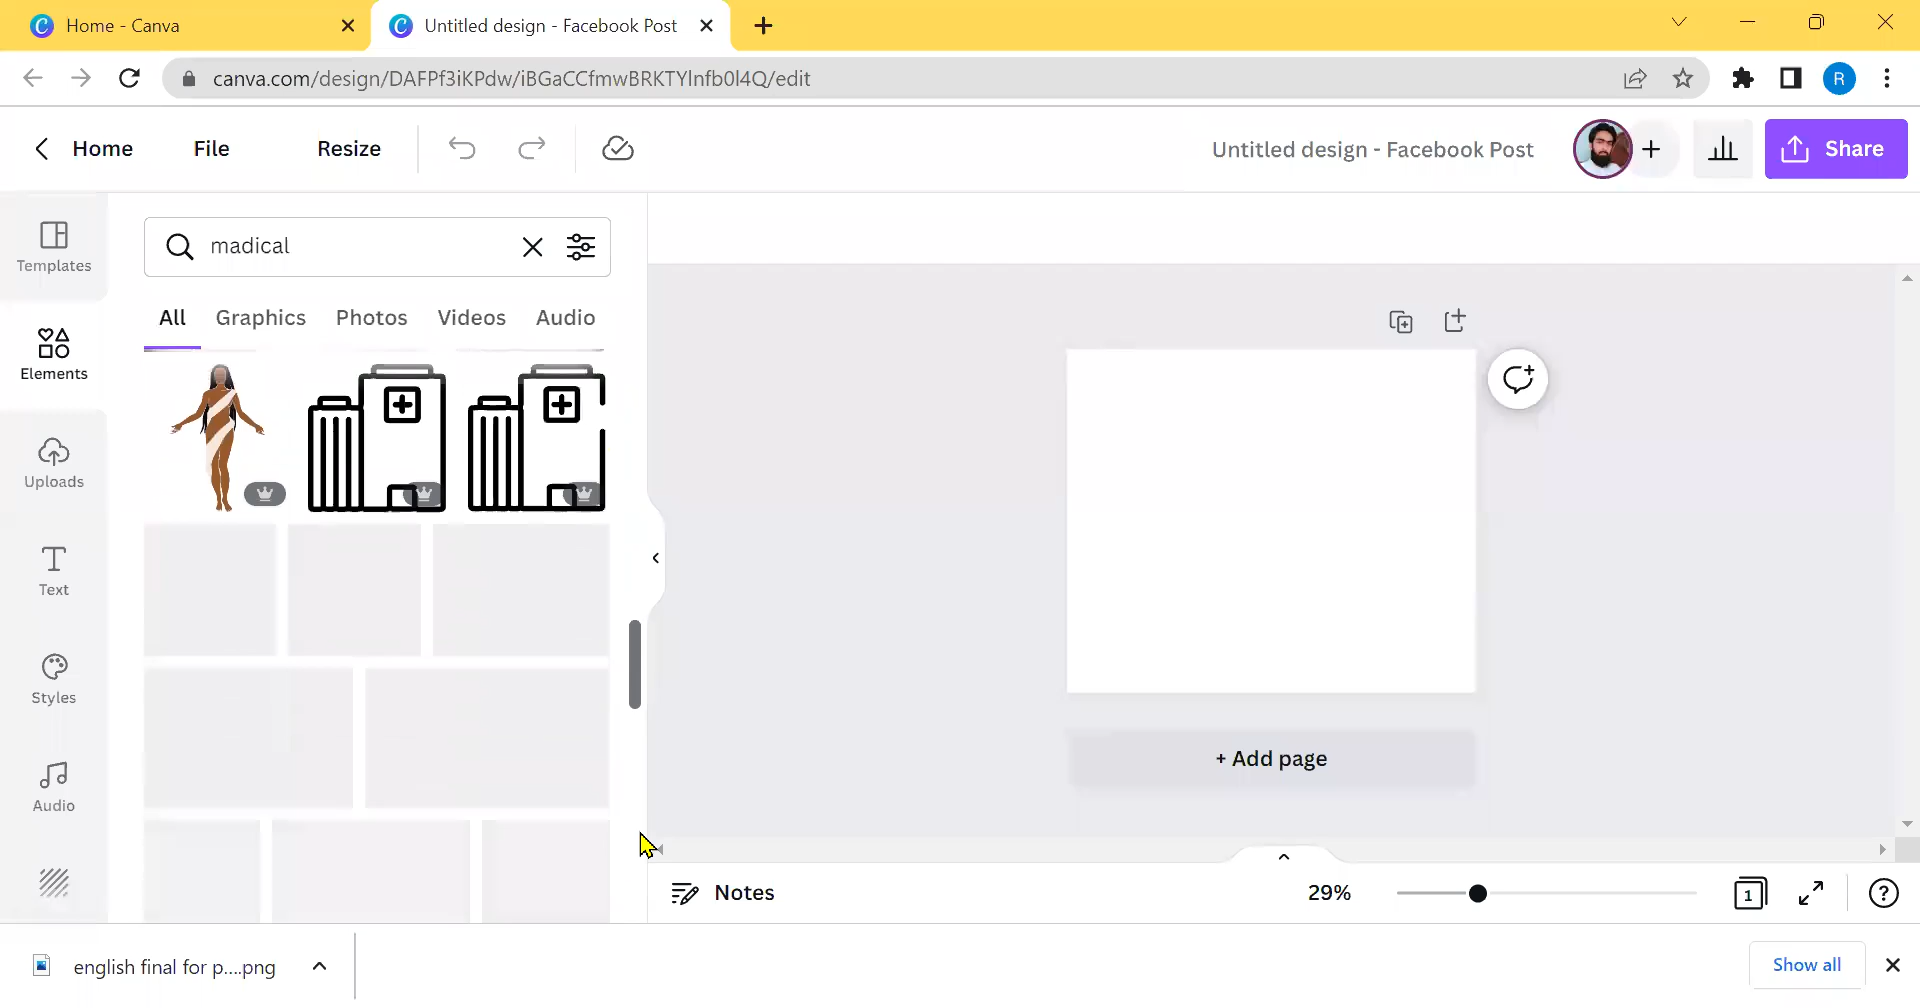 Home - Canva
Untitled design - Facebook Post
canva.com/design/DAFPf3iKPdw/iBGaCCfmwBRKTYInfb0l4Q/edit
R
Home
File
Resize
Untitled design - Facebook Post
Share
Templates
Elements
Uploads
Text
Styles
Audio
madical
All
Graphics
Photos
Videos
Audio
+ Add page
Notes
29%
1
english final for p....png
Show all